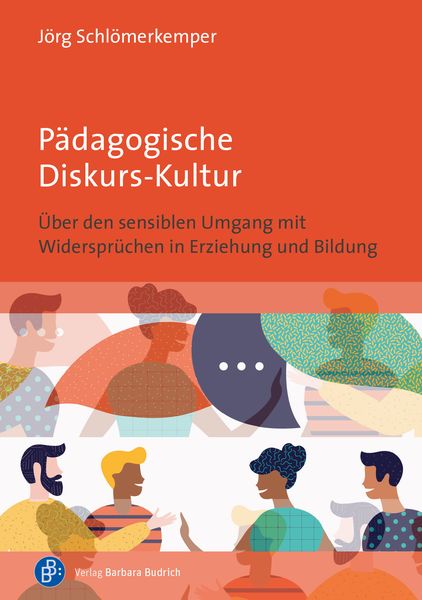 Jörg Schlömerkemper
Pädagogische
Diskurs-Kultur
Über den sensiblen Umgang mit
Widersprüchen in Erziehung und Bildung
B:B
Verlag Barbara Budrich